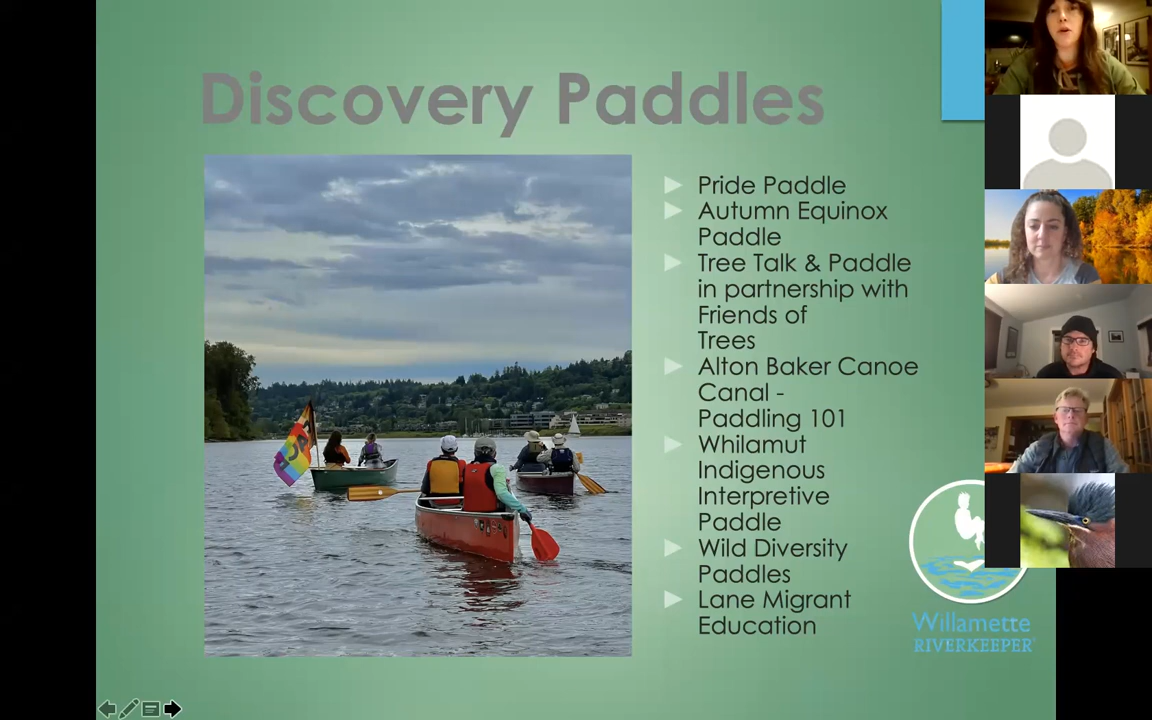 Discovery Paddles
Pride Paddle
Autumn Equinox
Paddle
Tree Talk & Paddle
in partnership with
Friends of
Trees
Alton Baker Canoe
Canal -
Paddling 101
Whilamut
Indigenous
Interpretive
Paddle
Wild Diversity
Paddles
Lane Migrant
Education
Willamette
RIVERKEEPER®